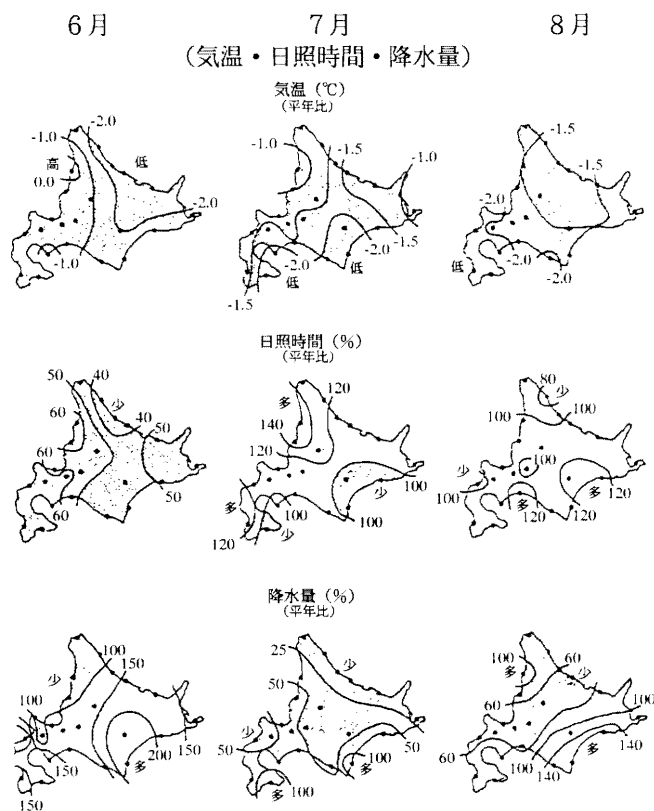 6月 7月 8月
(気温・日照時間・降水量)
気温(℃)
(平年比)
-1.0 -2.0 高 低 0.0 -2.0 -1.0
-1.0 -1.5 -1.0 -1.5 -2.0 -2.0 低 低 -1.5
-1.5 -1.5 -2.0 -2.0 -2.0 低
日照時間(%)
(平年比)
50 40 少 60 40 50 60 50 60
多 120 140 120 多 100 少 100 100 120 少
80 少 100 100 少 100 100 多 120 多 120 120
降水量(%)
(平年比)
少 100 150 100 150 200 多 150 150
25 少 50 少 50 50 100 多 100
100 多 60 少 60 100 60 100 140 多 140